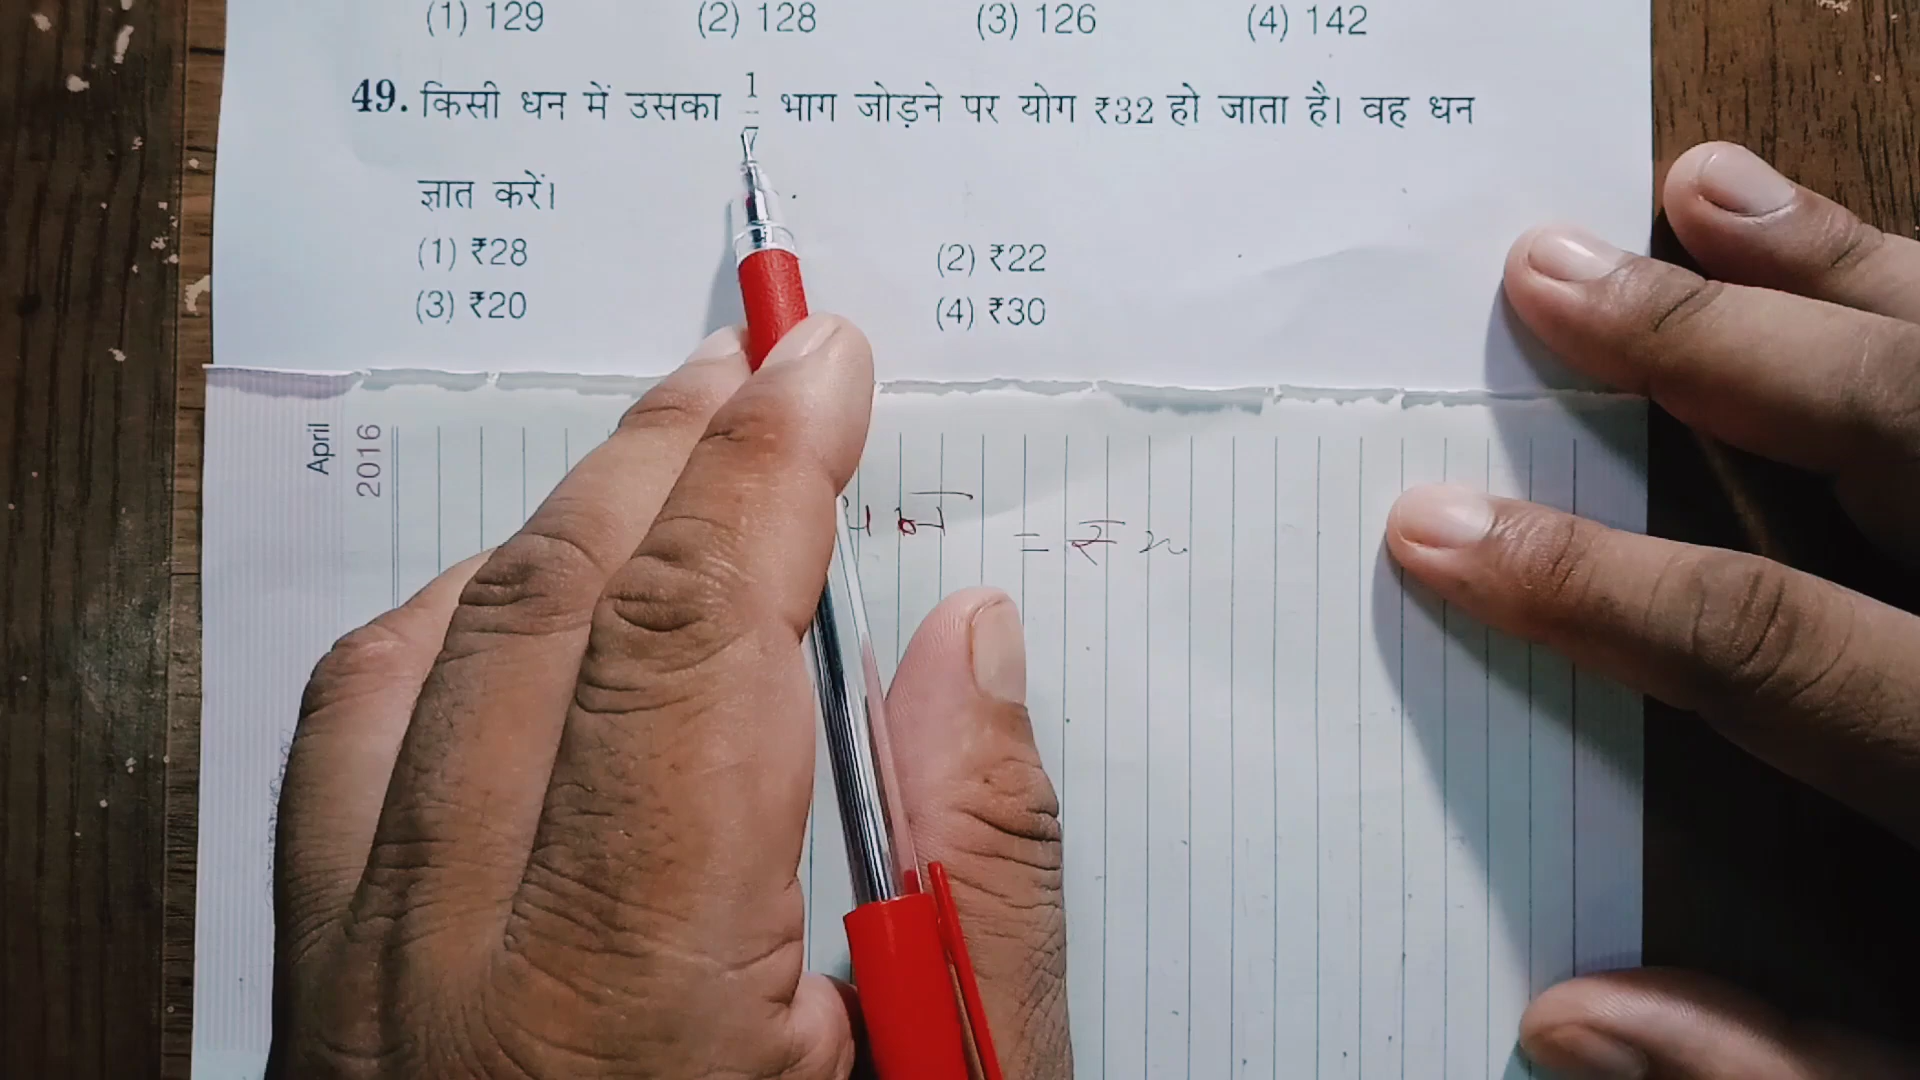 (1) 129 (2) 128 (3) 126 (4) 142
49. किसी धन में उसका 1/7 भाग जोड़ने पर योग ₹32 हो जाता है। वह धन
ज्ञात करें।
(1) ₹28 (2) ₹22
(3) ₹20 (4) ₹30
April
2016
= ₹ x